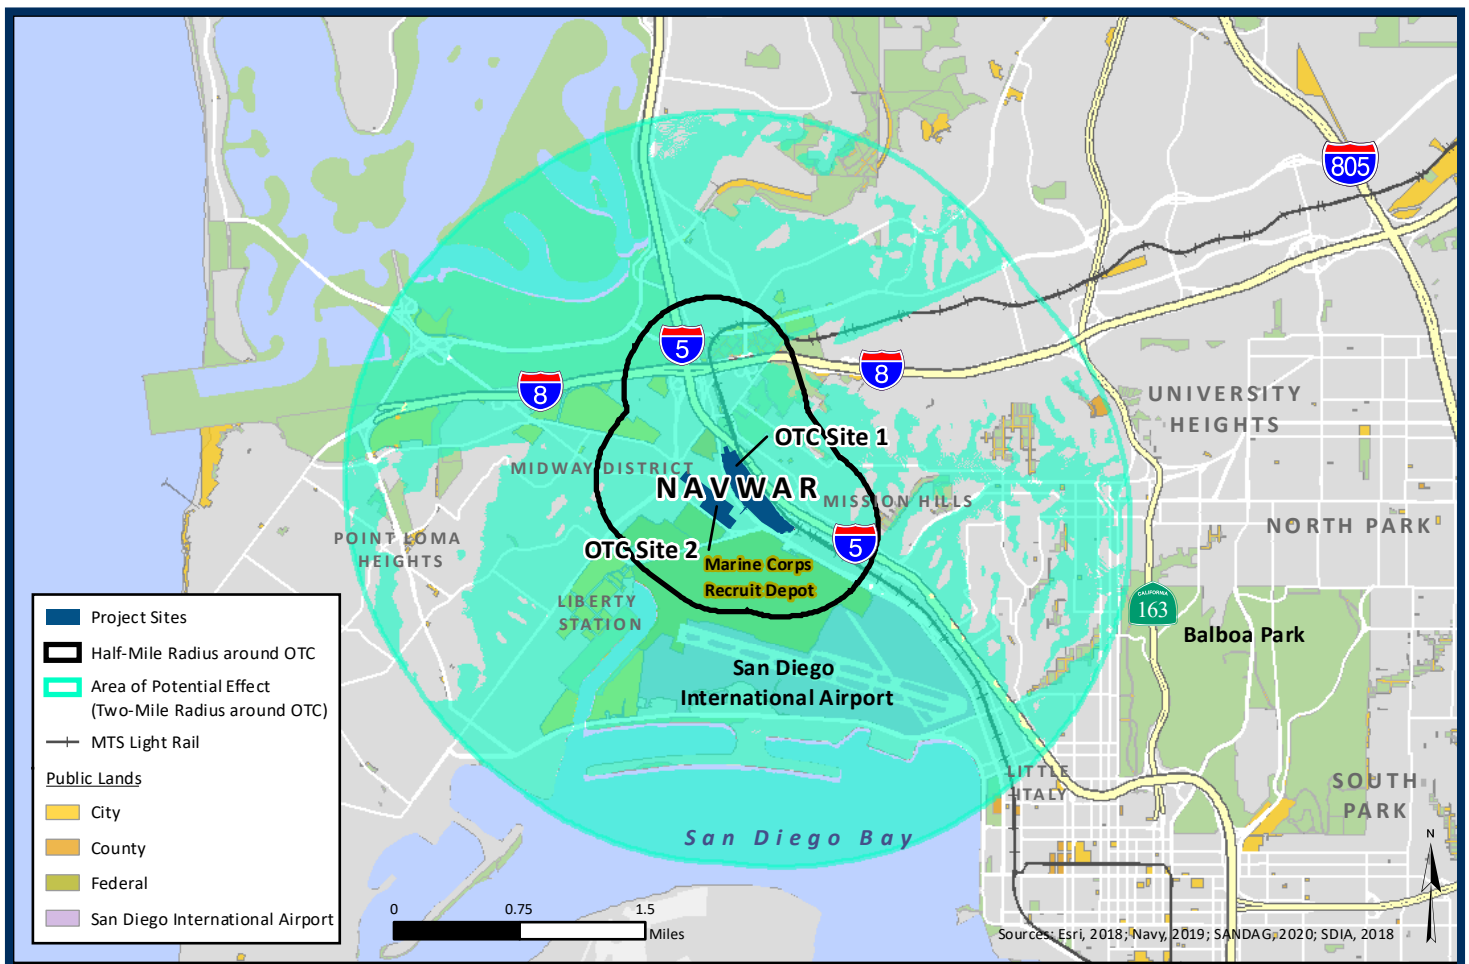 805
5
8
8
UNIVERSITY
HEIGHTS
OTC Site 1
MIDWAY DISTRICT
NAVWAR
MISSION HILLS
NORTH PARK
POINT LOMA
HEIGHTS
OTC Site 2
5
Marine Corps
Recruit Depot
LIBERTY
STATION
CALIFORNIA
163
Balboa Park
San Diego
International Airport
LITTLE
ITALY
SOUTH
PARK
San Diego Bay
N
Project Sites
Half-Mile Radius around OTC
Area of Potential Effect
(Two-Mile Radius around OTC)
MTS Light Rail
Public Lands
City
County
Federal
San Diego International Airport
0 0.75 1.5
Miles
Sources: Esri, 2018; Navy, 2019; SANDAG, 2020; SDIA, 2018